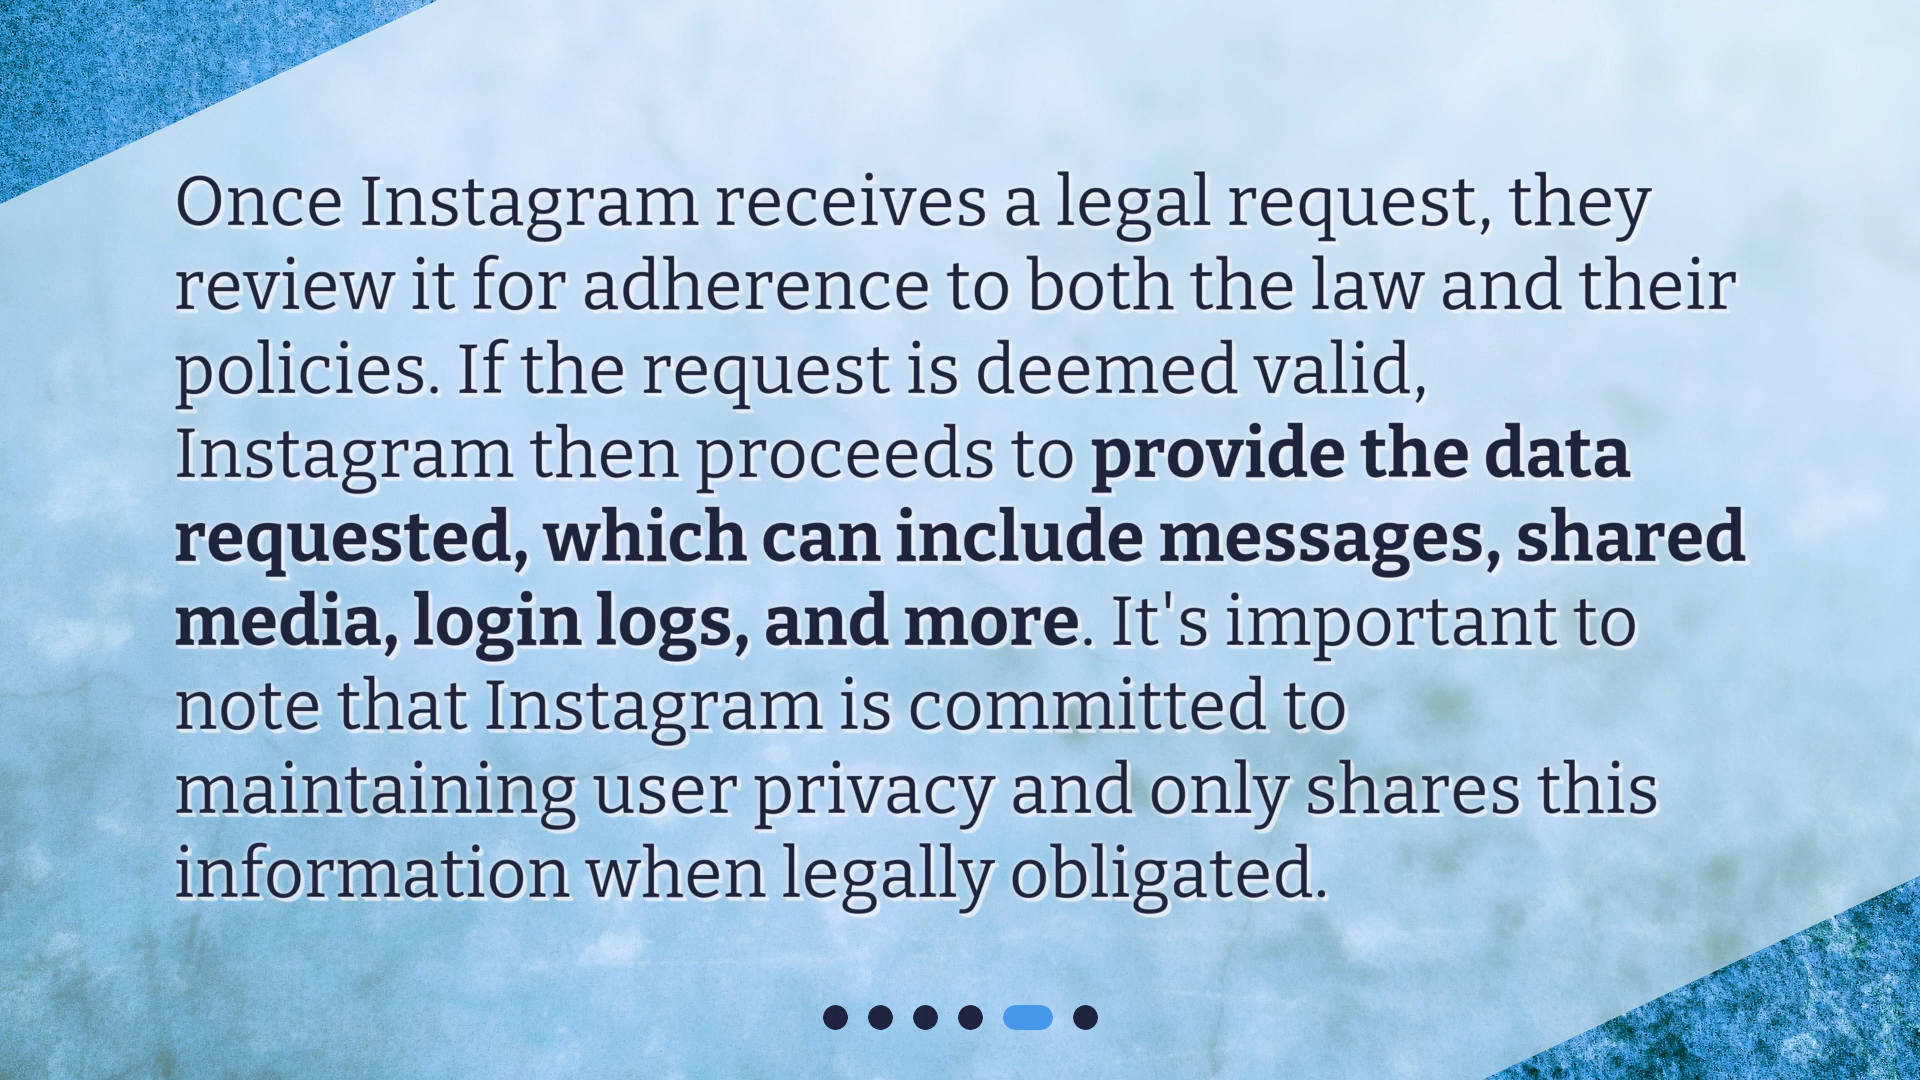 Once Instagram receives a legal request, they
review it for adherence to both the law and their
policies. If the request is deemed valid,
Instagram then proceeds to provide the data
requested, which can include messages, shared
media, login logs, and more. It's important to
note that Instagram is committed to
maintaining user privacy and only shares this
information when legally obligated.